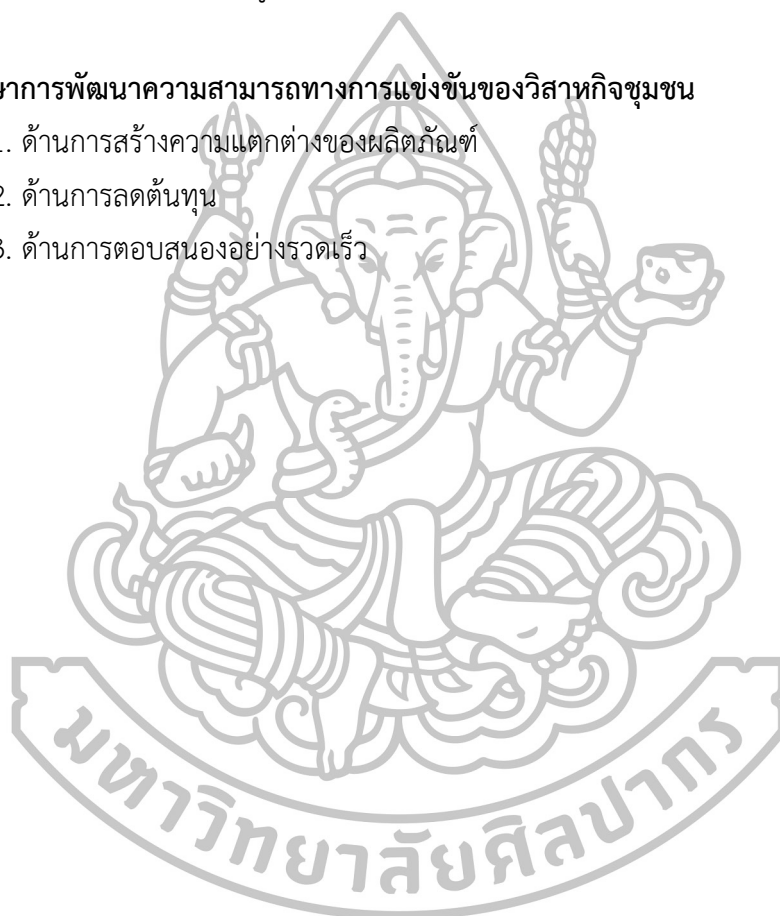 ษาการพัฒนาความสามารถทางการแข่งขันของวิสาหกิจชุมชน
1. ด้านการสร้างความแตกต่างของผลิตภัณฑ์
2. ด้านการลดต้นทุน
3. ด้านการตอบสนองอย่างรวดเร็ว
มหาวิทยาลัยศิลปากร